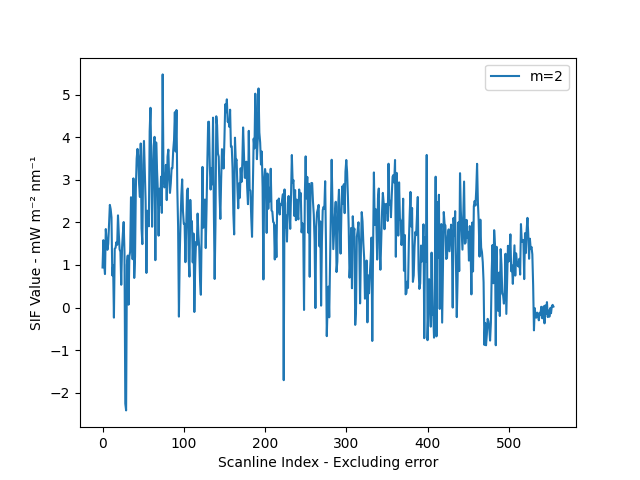 m=2
5
4
3
2
1
0
−1
−2
SIF Value - mW m⁻² nm⁻¹
0 100 200 300 400 500
Scanline Index - Excluding error